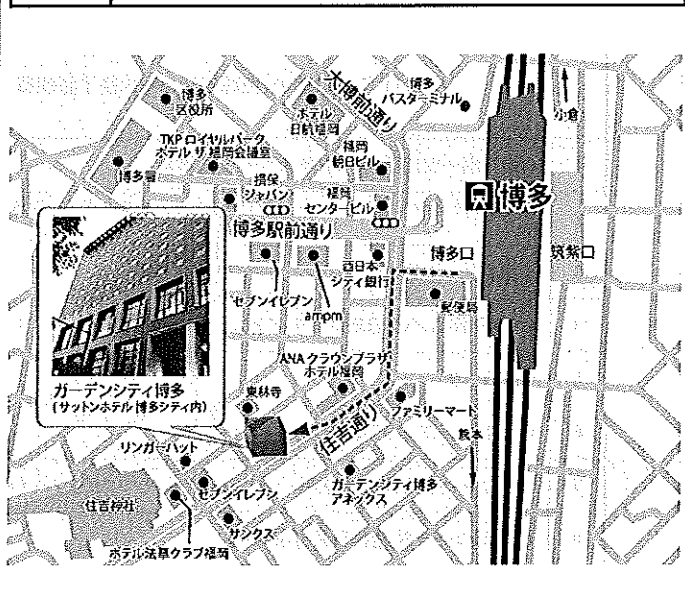 大博前通り
博多
バスターミナル
小倉
博多
区役所
ホテル
日航福岡
TKP ロイヤルパーク
ホテル ザ 福岡会議室
福岡
朝日ビル
博多署
損保
ジャパン
福岡
センタービル
博多
博多駅前通り
博多口
筑紫口
西日本
シティ銀行
セブンイレブン
ampm
郵便局
ANA クラウンプラザ
ホテル福岡
ガーデンシティ博多
(サットンホテル 博多シティ内)
東林寺
住吉通り
ファミリーマート
熊本
リンガーハット
セブンイレブン
ガーデンシティ博多
アネックス
住吉神社
サンクス
ホテル法華クラブ福岡